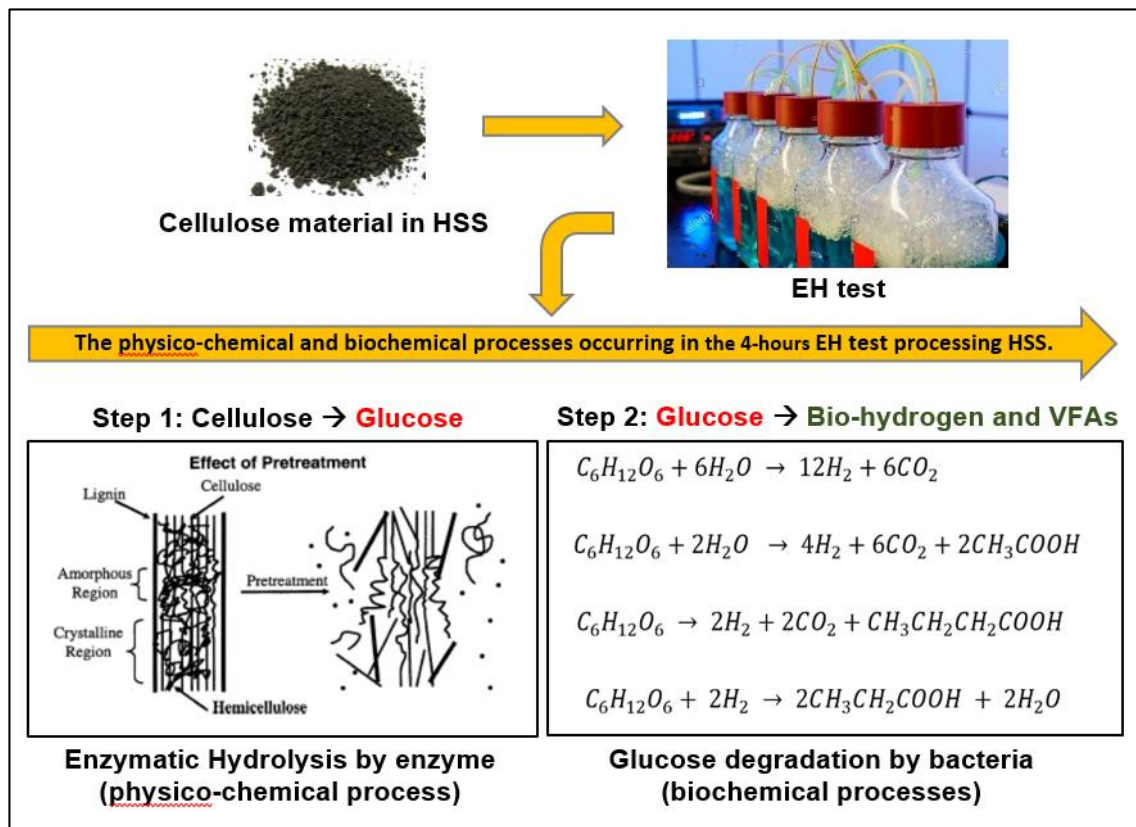 Cellulose material in HSS
EH test
The physico-chemical and biochemical processes occurring in the 4-hours EH test processing HSS.
Step 1: Cellulose → Glucose
Effect of Pretreatment
Lignin
Cellulose
Amorphous
Region
Pretreatment
Crystalline
Region
Hemicellulose
Enzymatic Hydrolysis by enzyme
(physico-chemical process)
Step 2: Glucose → Bio-hydrogen and VFAs
C₆H₁₂O₆ + 6H₂O → 12H₂ + 6CO₂
C₆H₁₂O₆ + 2H₂O → 4H₂ + 6CO₂ + 2CH₃COOH
C₆H₁₂O₆ → 2H₂ + 2CO₂ + CH₃CH₂CH₂COOH
C₆H₁₂O₆ + 2H₂ → 2CH₃CH₂COOH + 2H₂O
Glucose degradation by bacteria
(biochemical processes)